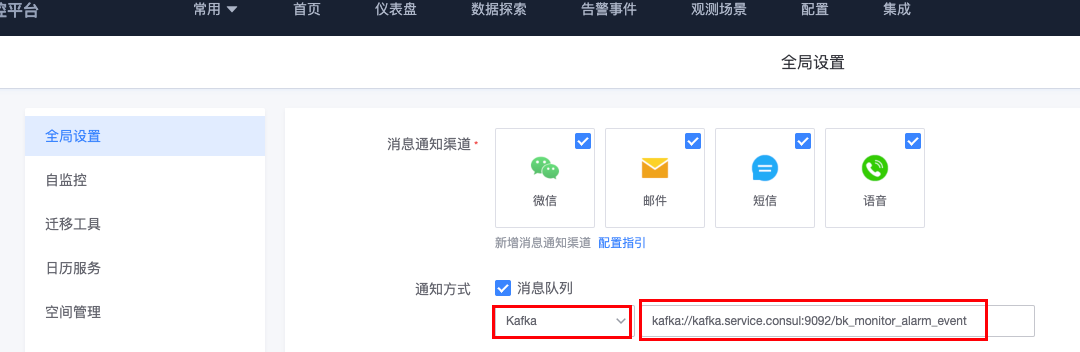 控平台 常用 首页 仪表盘 数据探索 告警事件 观测场景 配置 集成
全局设置
全局设置
自监控
迁移工具
日历服务
空间管理
消息通知渠道 *
微信 邮件 短信 语音
新增消息通知渠道 配置指引
通知方式 消息队列
Kafka kafka://kafka.service.consul:9092/bk_monitor_alarm_event